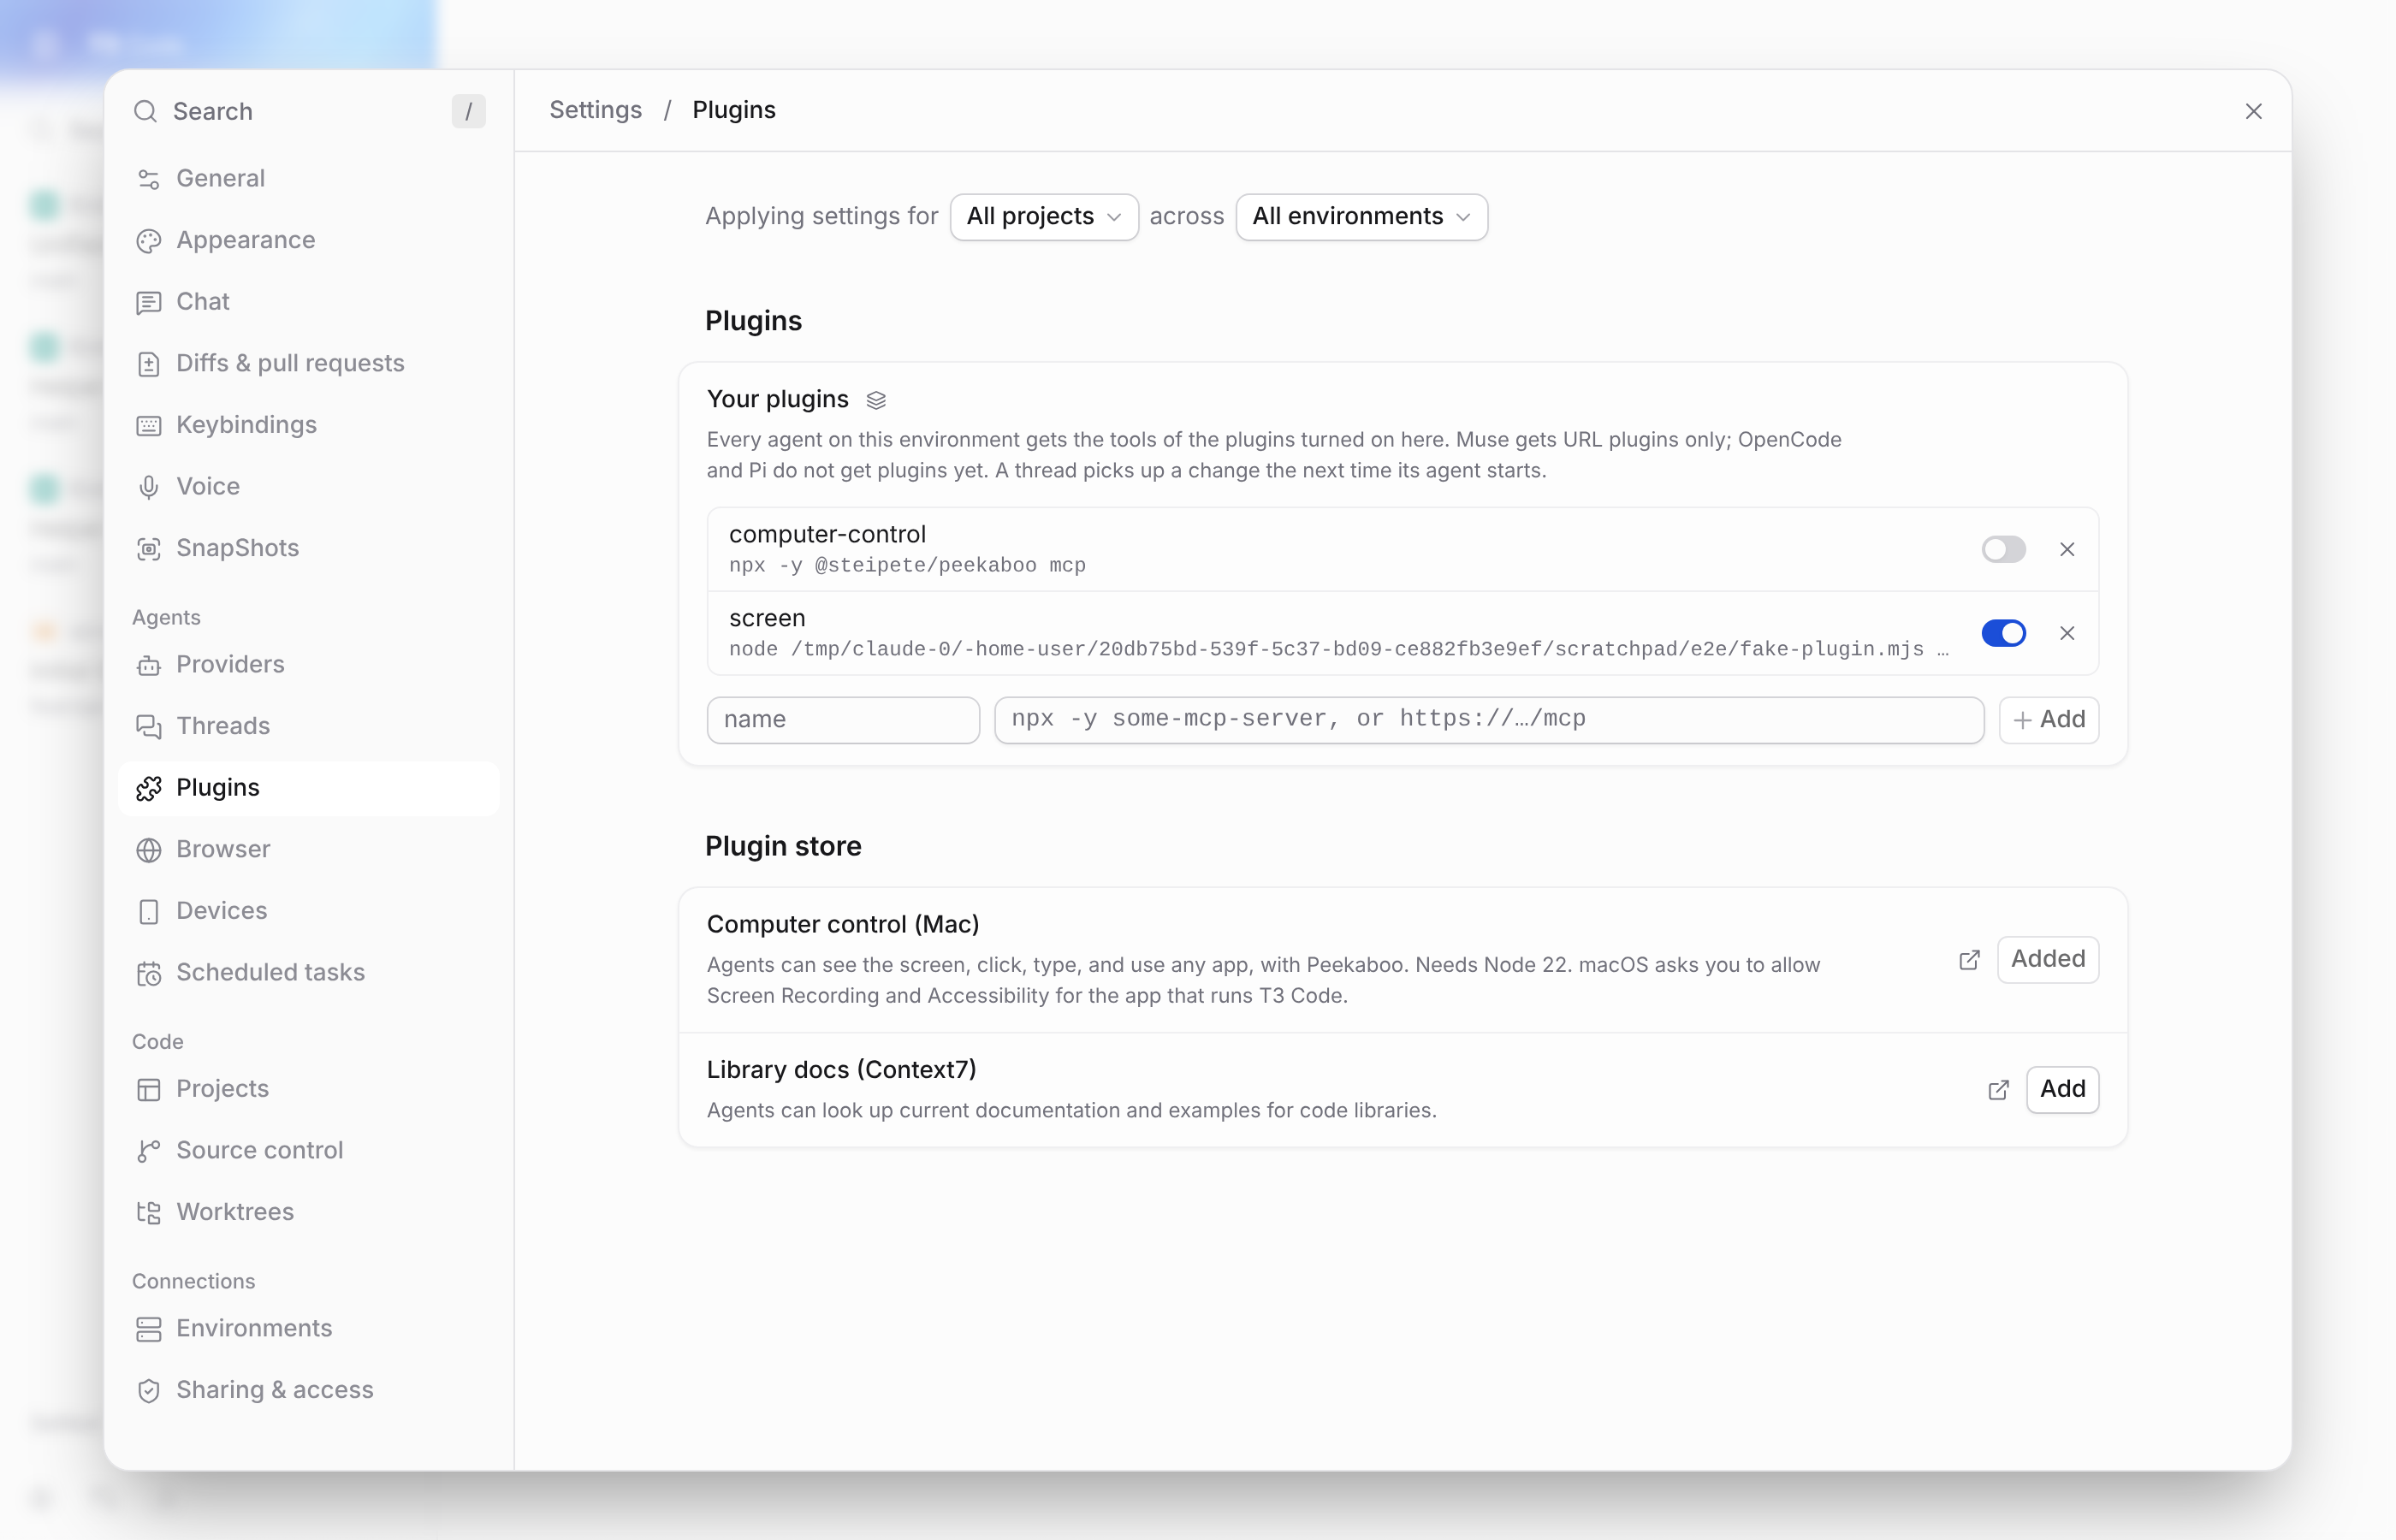 Search /
General
Appearance
Chat
Diffs & pull requests
Keybindings
Voice
SnapShots
Agents
Providers
Threads
Plugins
Browser
Devices
Scheduled tasks
Code
Projects
Source control
Worktrees
Connections
Environments
Sharing & access
Settings / Plugins
Applying settings for All projects across All environments
Plugins
Your plugins
Every agent on this environment gets the tools of the plugins turned on here. Muse gets URL plugins only; OpenCode
and Pi do not get plugins yet. A thread picks up a change the next time its agent starts.
computer-control
npx -y @steipete/peekaboo mcp
screen
node /tmp/claude-0/-home-user/20db75bd-539f-5c37-bd09-ce882fb3e9ef/scratchpad/e2e/fake-plugin.mjs …
name npx -y some-mcp-server, or https://…/mcp Add
Plugin store
Computer control (Mac)
Agents can see the screen, click, type, and use any app, with Peekaboo. Needs Node 22. macOS asks you to allow
Screen Recording and Accessibility for the app that runs T3 Code.
Added
Library docs (Context7)
Agents can look up current documentation and examples for code libraries.
Add